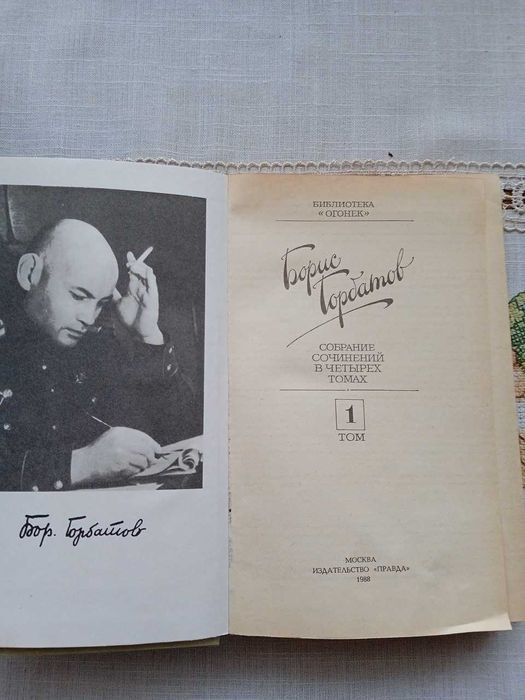 Бор. Горбатов
БИБЛИОТЕКА
«ОГОНЕК»
Борис
Горбатов
СОБРАНИЕ
СОЧИНЕНИЙ
В ЧЕТЫРЕХ
ТОМАХ
1
ТОМ
МОСКВА
ИЗДАТЕЛЬСТВО «ПРАВДА»
1988